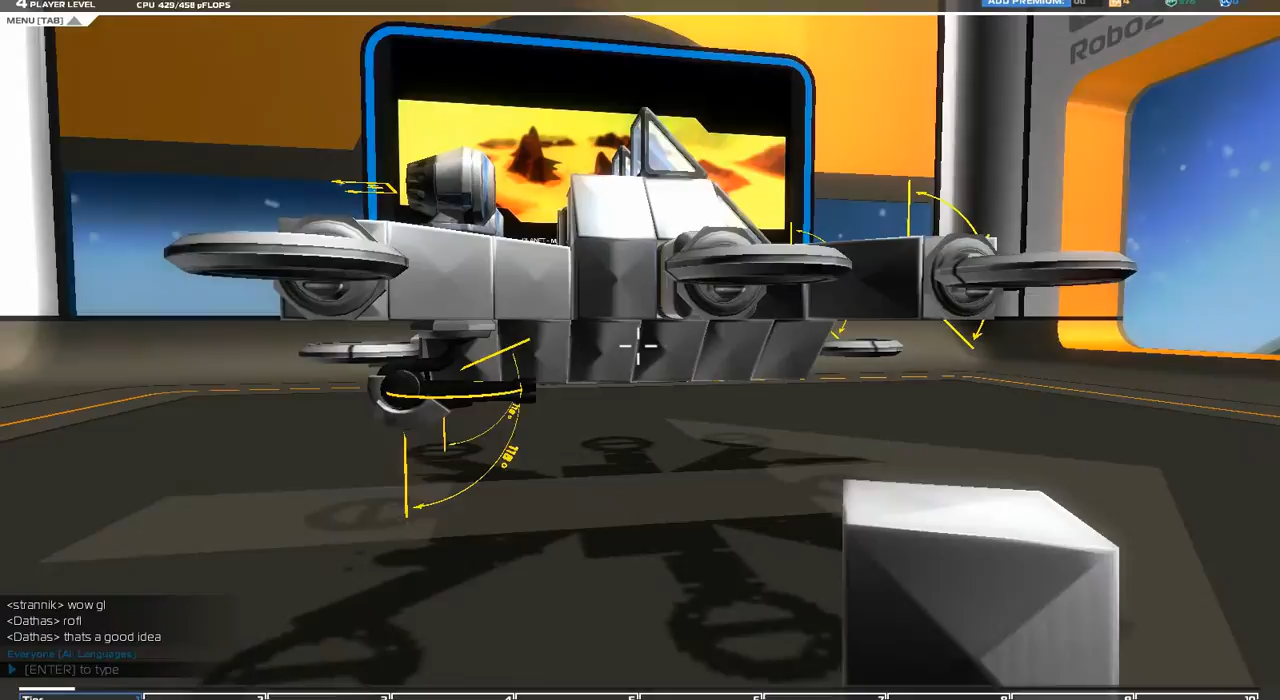 4 PLAYER LEVEL
CPU 429/458 pFLOPS
ADD PREMIUM:
MENU [TAB]
118°
118°
<strannik> wow gl
<Dathas> rofl
<Dathas> thats a good idea
Everyone [All Languages]
[ENTER] to type